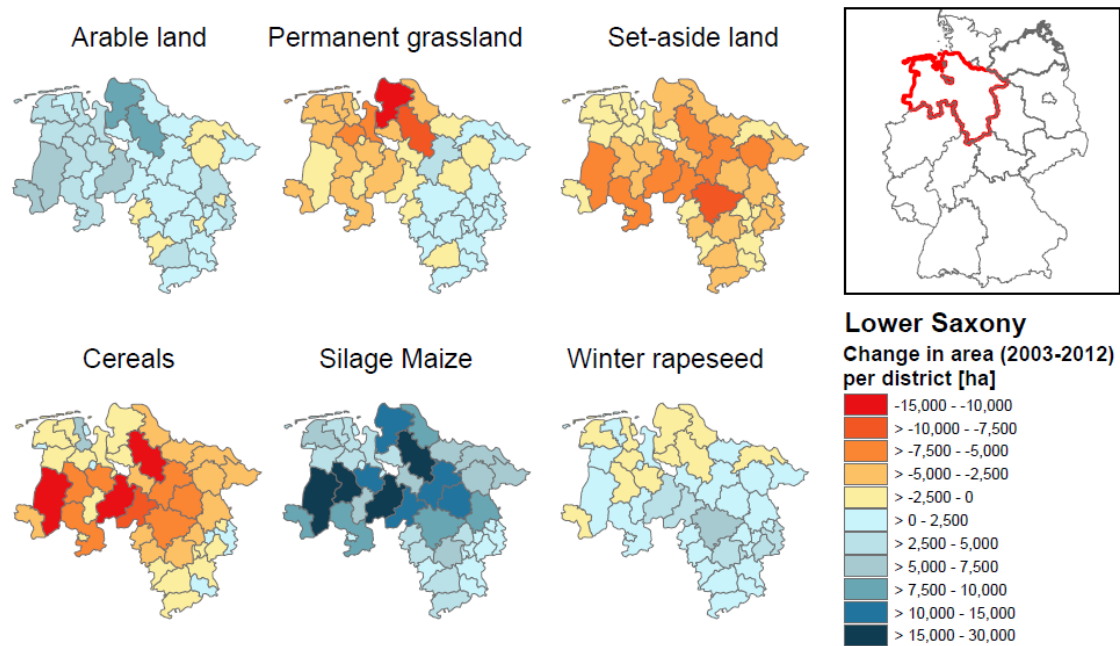 Arable land
Permanent grassland
Set-aside land
Cereals
Silage Maize
Winter rapeseed
Lower Saxony
Change in area (2003-2012)
per district [ha]
-15,000 - -10,000
> -10,000 - -7,500
> -7,500 - -5,000
> -5,000 - -2,500
> -2,500 - 0
> 0 - 2,500
> 2,500 - 5,000
> 5,000 - 7,500
> 7,500 - 10,000
> 10,000 - 15,000
> 15,000 - 30,000